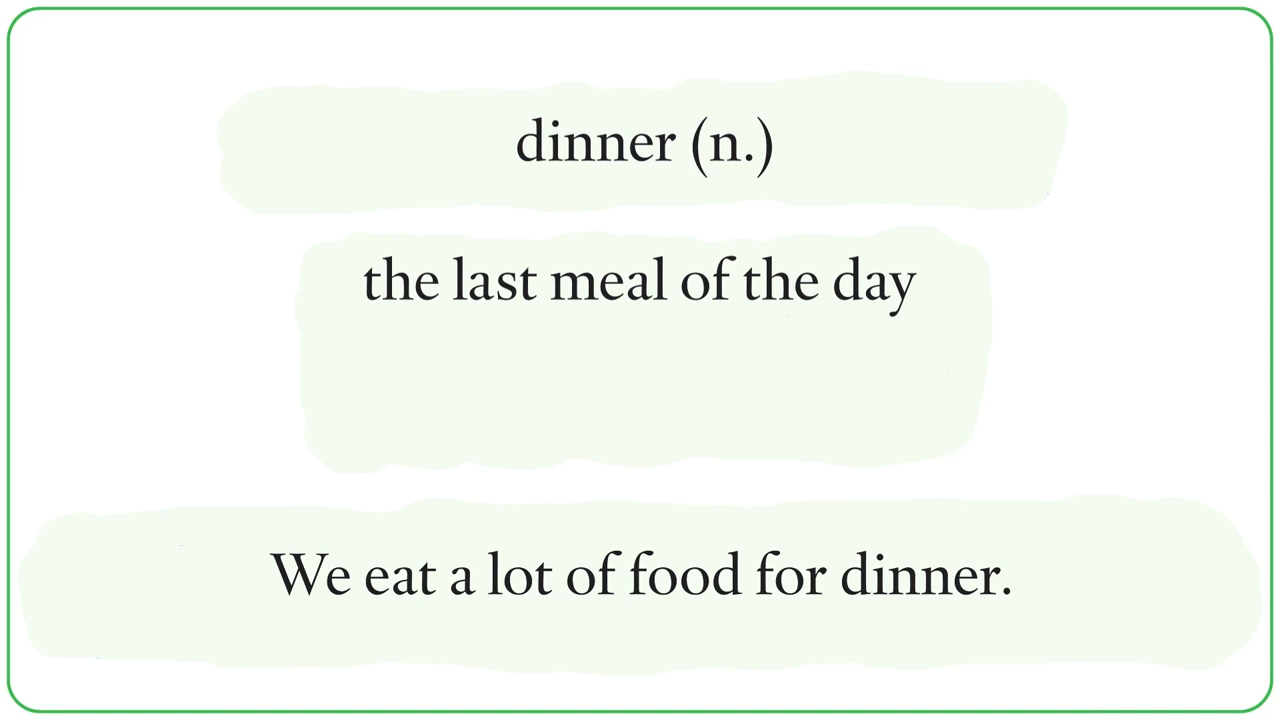 dinner (n.)
the last meal of the day
We eat a lot of food for dinner.